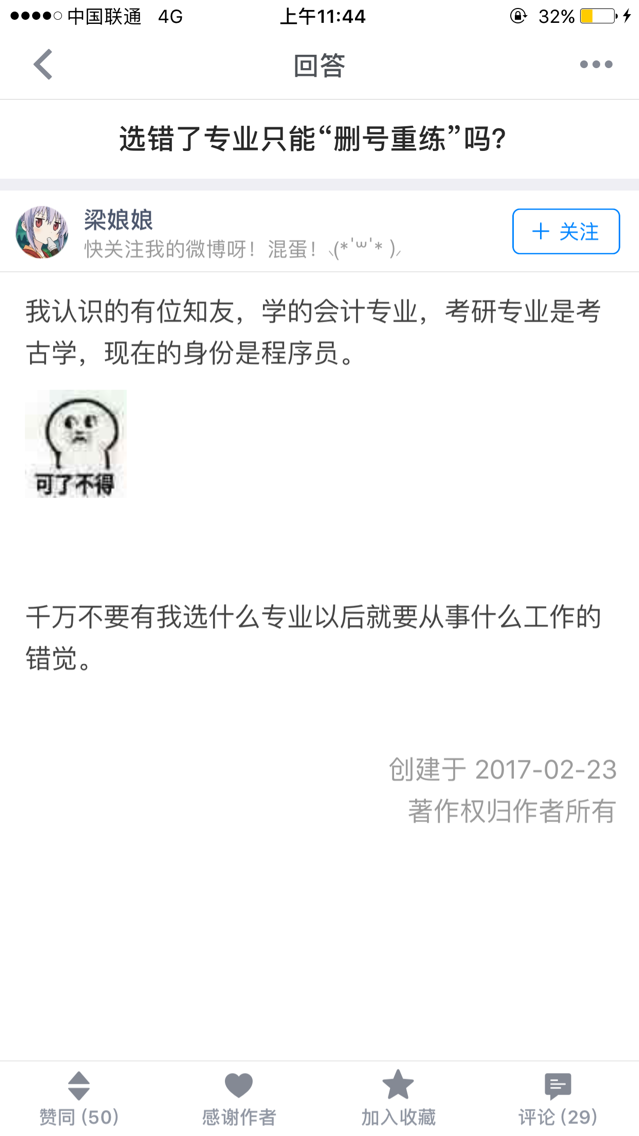 中国联通 4G 上午11:44 32%
回答
选错了专业只能“删号重练”吗?
梁娘娘
快关注我的微博呀！混蛋！⸜(*ˈ꒳ˈ* )⸝
+ 关注
我认识的有位知友，学的会计专业，考研专业是考
古学，现在的身份是程序员。
可了不得
千万不要有我选什么专业以后就要从事什么工作的
错觉。
创建于 2017-02-23
著作权归作者所有
赞同 (50) 感谢作者 加入收藏 评论 (29)